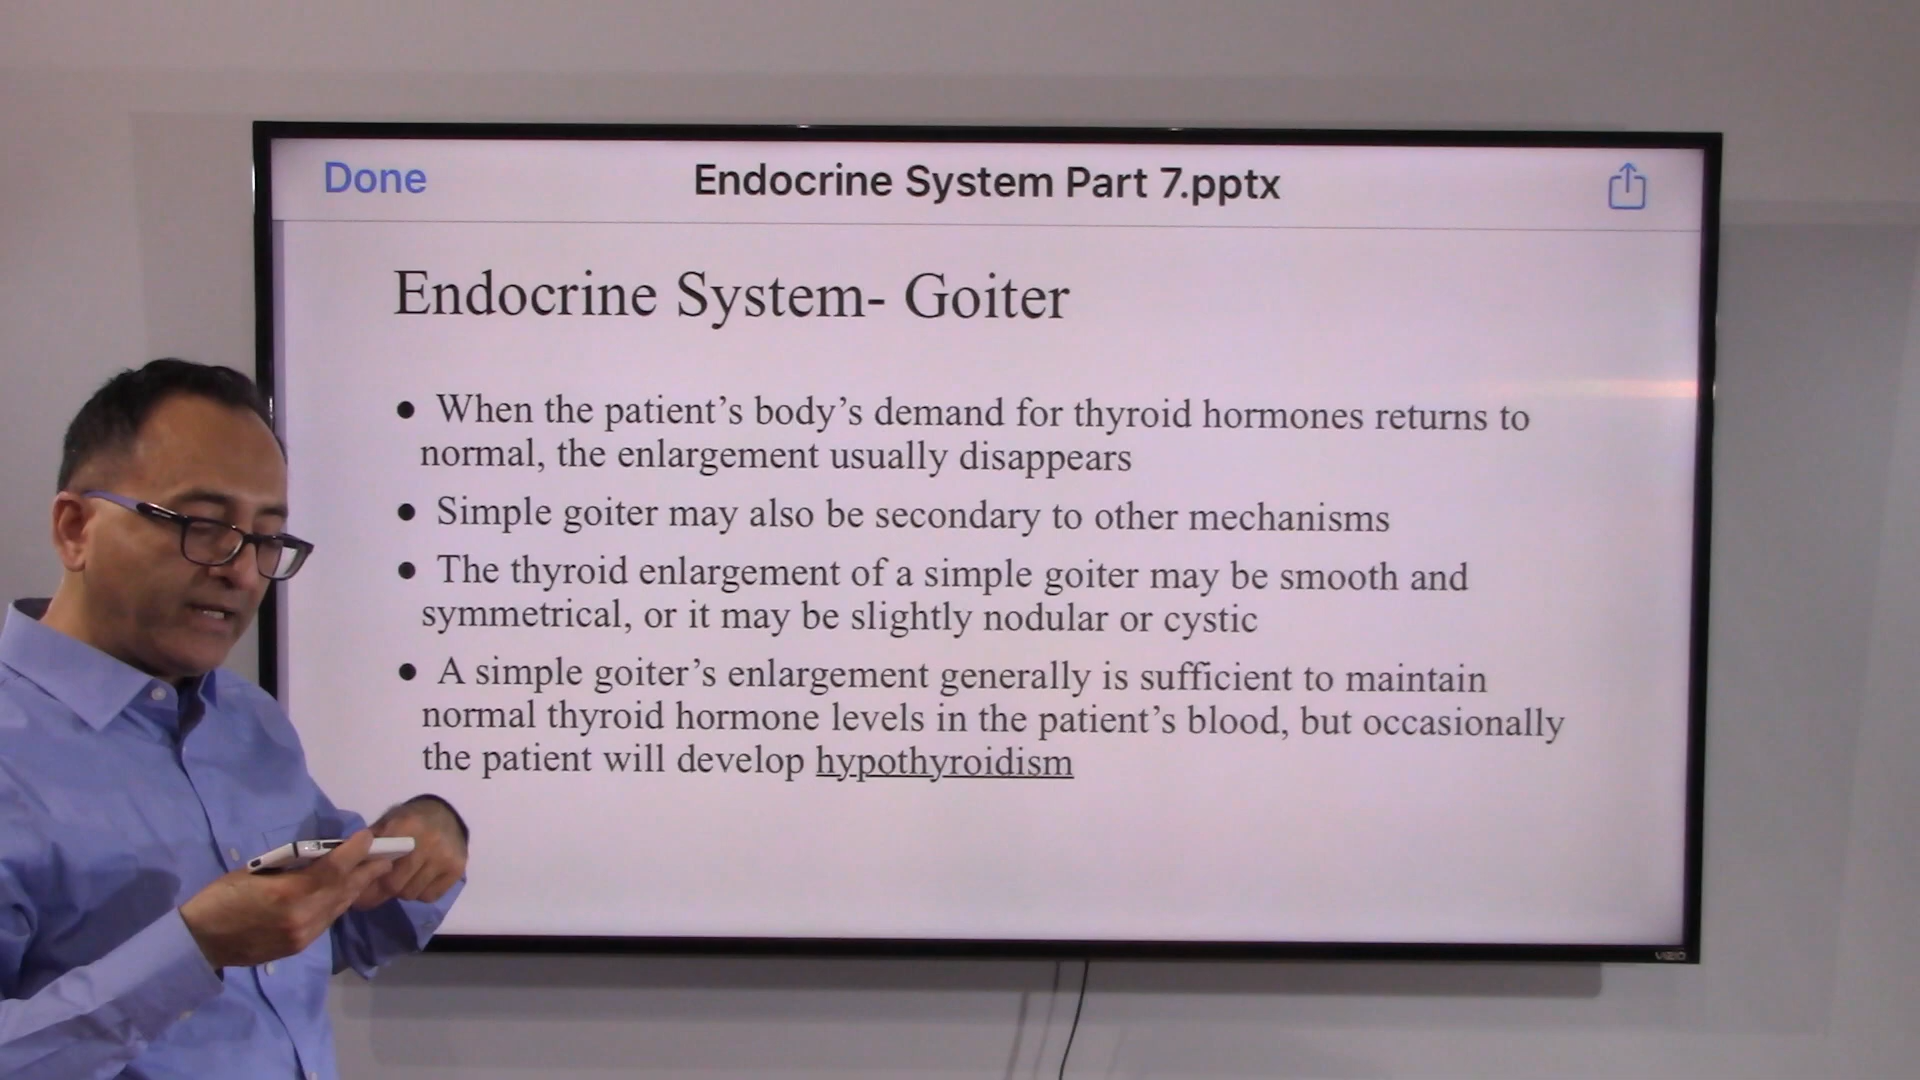 Done
Endocrine System Part 7.pptx
Endocrine System- Goiter
● When the patient’s body’s demand for thyroid hormones returns to
normal, the enlargement usually disappears
● Simple goiter may also be secondary to other mechanisms
● The thyroid enlargement of a simple goiter may be smooth and
symmetrical, or it may be slightly nodular or cystic
● A simple goiter’s enlargement generally is sufficient to maintain
normal thyroid hormone levels in the patient’s blood, but occasionally
the patient will develop hypothyroidism
VIZIO